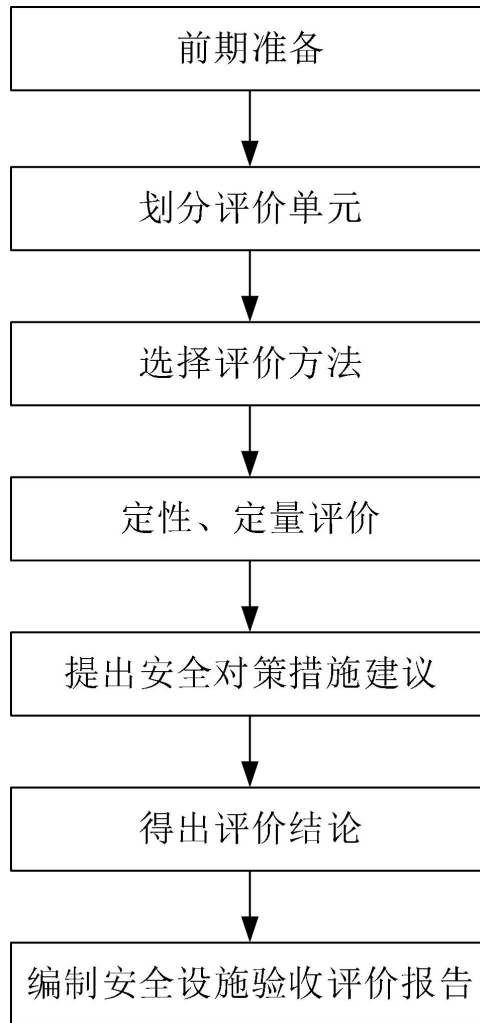 前期准备
划分评价单元
选择评价方法
定性、定量评价
提出安全对策措施建议
得出评价结论
编制安全设施验收评价报告